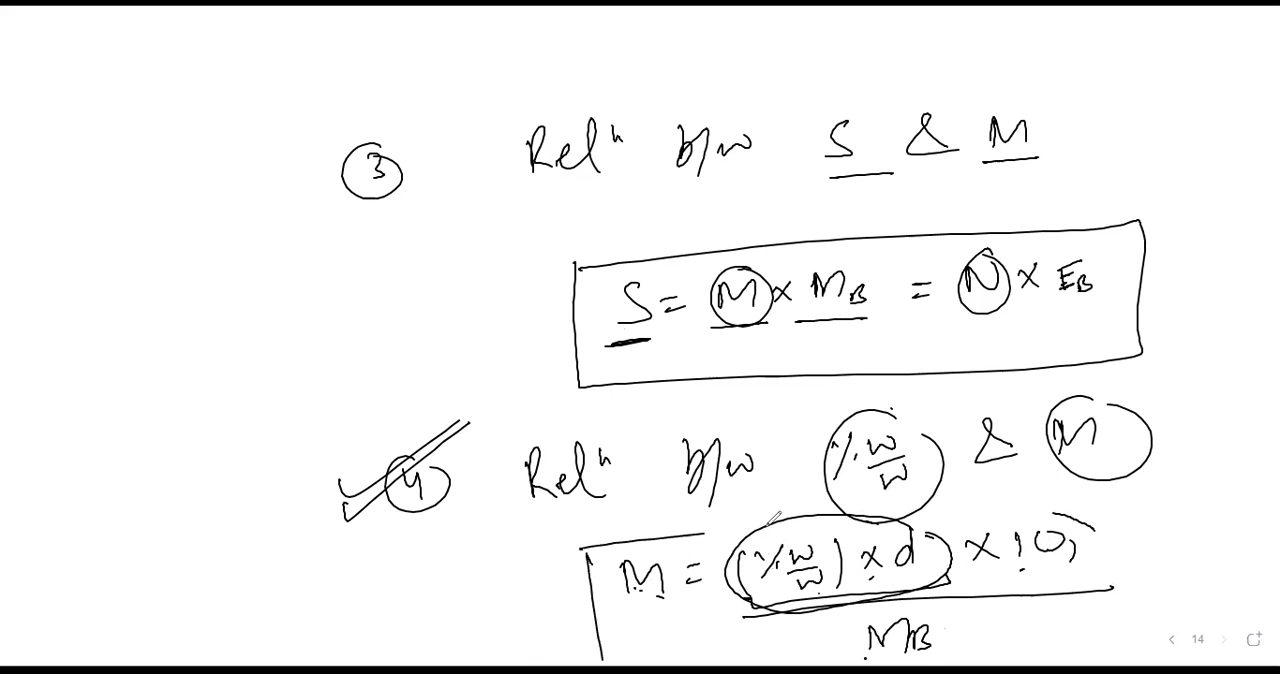 ③ Relⁿ b/w S & M
S = M × M_B = N × E_B
④ Relⁿ b/w % w/w & M
M = (% w/w) × d × 10
M_B
14